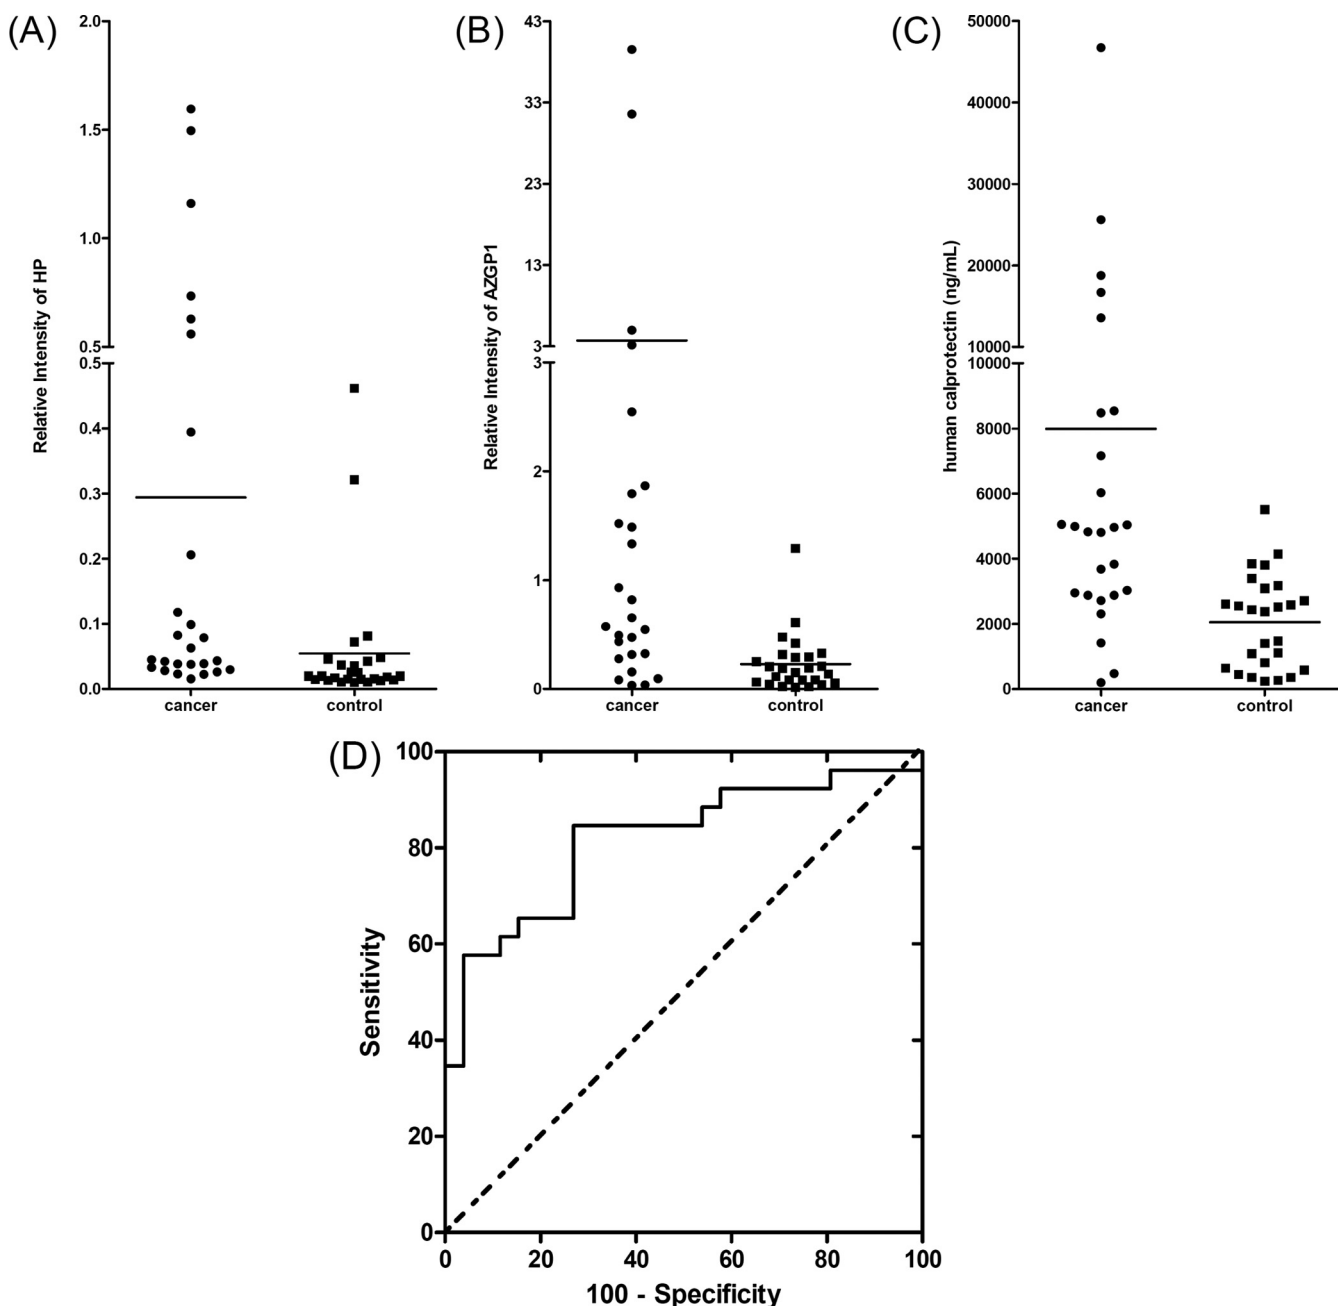 (A)
Relative Intensity of HP
2.0
1.5
1.0
0.5
0.5
0.4
0.3
0.2
0.1
0.0
cancer
control
(B)
Relative Intensity of AZGP1
43
33
23
13
3
3
2
1
0
cancer
control
(C)
human calprotectin (ng/mL)
50000
40000
30000
20000
10000
10000
8000
6000
4000
2000
0
cancer
control
(D)
Sensitivity
100
80
60
40
20
0
0 20 40 60 80 100
100 - Specificity